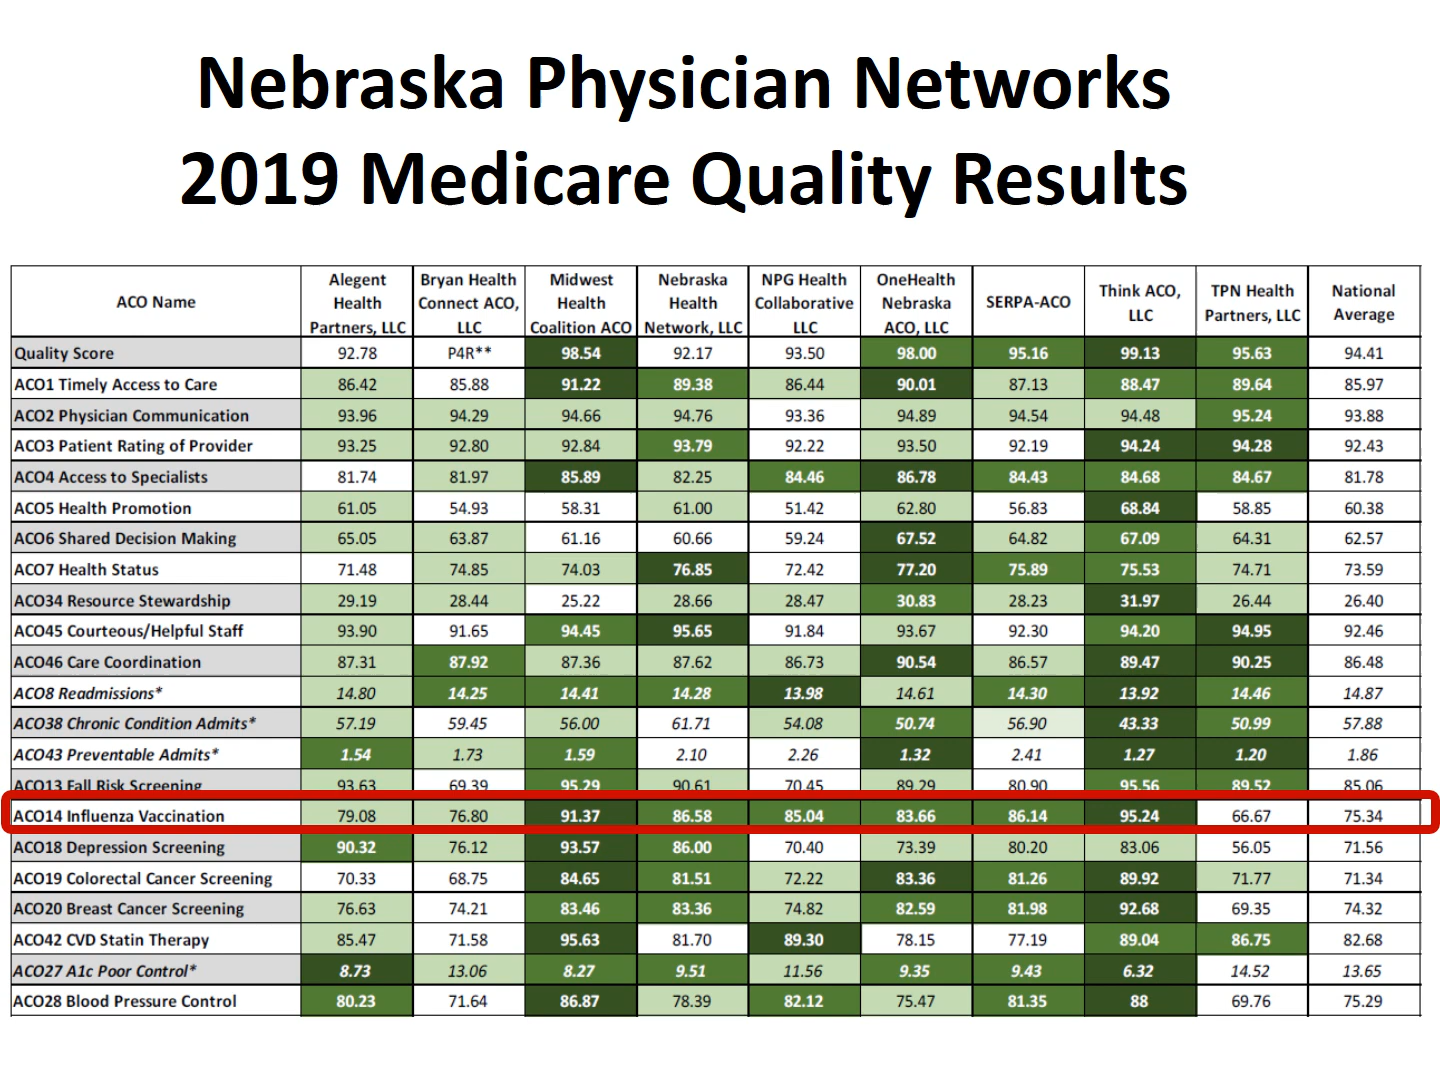 Nebraska Physician Networks
2019 Medicare Quality Results
ACO Name Alegent Health Partners, LLC Bryan Health Connect ACO, LLC Midwest Health Coalition ACO Nebraska Health Network, LLC NPG Health Collaborative LLC OneHealth Nebraska ACO, LLC SERPA-ACO Think ACO, LLC TPN Health Partners, LLC National Average
Quality Score 92.78 P4R** 98.54 92.17 93.50 98.00 95.16 99.13 95.63 94.41
ACO1 Timely Access to Care 86.42 85.88 91.22 89.38 86.44 90.01 87.13 88.47 89.64 85.97
ACO2 Physician Communication 93.96 94.29 94.66 94.76 93.36 94.89 94.54 94.48 95.24 93.88
ACO3 Patient Rating of Provider 93.25 92.80 92.84 93.79 92.22 93.50 92.19 94.24 94.28 92.43
ACO4 Access to Specialists 81.74 81.97 85.89 82.25 84.46 86.78 84.43 84.68 84.67 81.78
ACO5 Health Promotion 61.05 54.93 58.31 61.00 51.42 62.80 56.83 68.84 58.85 60.38
ACO6 Shared Decision Making 65.05 63.87 61.16 60.66 59.24 67.52 64.82 67.09 64.31 62.57
ACO7 Health Status 71.48 74.85 74.03 76.85 72.42 77.20 75.89 75.53 74.71 73.59
ACO34 Resource Stewardship 29.19 28.44 25.22 28.66 28.47 30.83 28.23 31.97 26.44 26.40
ACO45 Courteous/Helpful Staff 93.90 91.65 94.45 95.65 91.84 93.67 92.30 94.20 94.95 92.46
ACO46 Care Coordination 87.31 87.92 87.36 87.62 86.73 90.54 86.57 89.47 90.25 86.48
ACO8 Readmissions* 14.80 14.25 14.41 14.28 13.98 14.61 14.30 13.92 14.46 14.87
ACO38 Chronic Condition Admits* 57.19 59.45 56.00 61.71 54.08 50.74 56.90 43.33 50.99 57.88
ACO43 Preventable Admits* 1.54 1.73 1.59 2.10 2.26 1.32 2.41 1.27 1.20 1.86
ACO13 Fall Risk Screening 93.63 69.39 95.29 90.61 70.45 89.29 80.90 95.56 89.52 85.06
ACO14 Influenza Vaccination 79.08 76.80 91.37 86.58 85.04 83.66 86.14 95.24 66.67 75.34
ACO18 Depression Screening 90.32 76.12 93.57 86.00 70.40 73.39 80.20 83.06 56.05 71.56
ACO19 Colorectal Cancer Screening 70.33 68.75 84.65 81.51 72.22 83.36 81.26 89.92 71.77 71.34
ACO20 Breast Cancer Screening 76.63 74.21 83.46 83.36 74.82 82.59 81.98 92.68 69.35 74.32
ACO42 CVD Statin Therapy 85.47 71.58 95.63 81.70 89.30 78.15 77.19 89.04 86.75 82.68
ACO27 A1c Poor Control* 8.73 13.06 8.27 9.51 11.56 9.35 9.43 6.32 14.52 13.65
ACO28 Blood Pressure Control 80.23 71.64 86.87 78.39 82.12 75.47 81.35 88 69.76 75.29